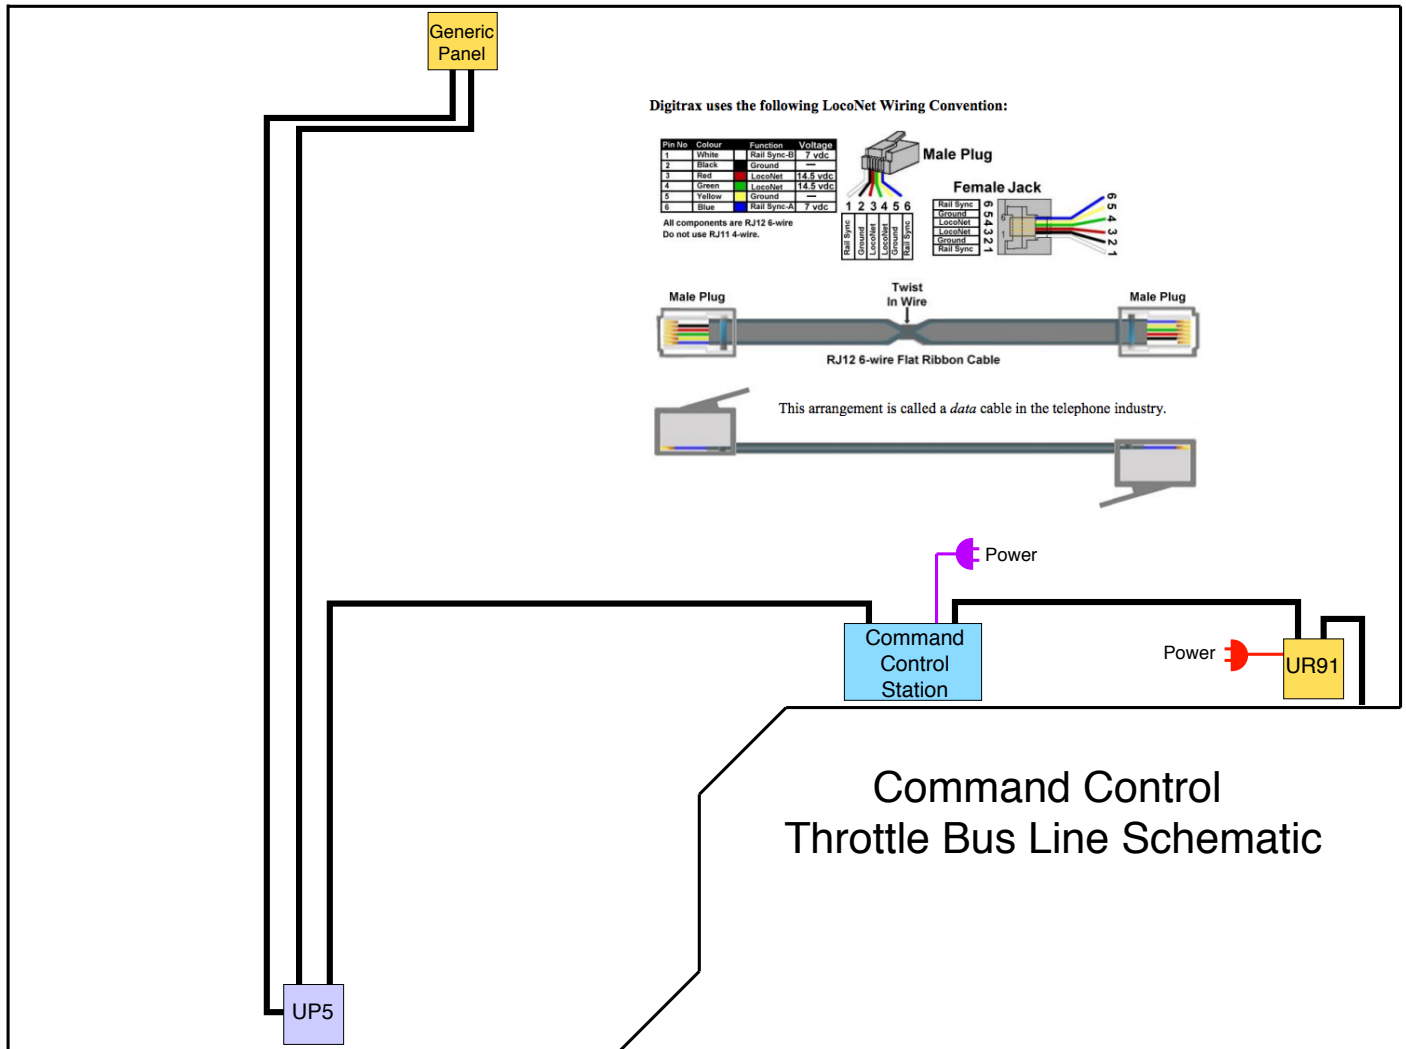 Generic
Panel
Digitrax uses the following LocoNet Wiring Convention:
Pin No Colour Function Voltage
1 White Rail Sync-B 7 vdc
2 Black Ground —
3 Red LocoNet 14.5 vdc
4 Green LocoNet 14.5 vdc
5 Yellow Ground —
6 Blue Rail Sync-A 7 vdc
All components are RJ12 6-wire
Do not use RJ11 4-wire.
Male Plug
1 2 3 4 5 6
Rail Sync
Ground
LocoNet
LocoNet
Ground
Rail Sync
Female Jack
Rail Sync 6
Ground 5
LocoNet 4
LocoNet 3
Ground 2
Rail Sync 1
6
1
6
5
4
3
2
1
Male Plug
Twist
In Wire
Male Plug
RJ12 6-wire Flat Ribbon Cable
This arrangement is called a data cable in the telephone industry.
Power
Command
Control
Station
Power
UR91
Command Control
Throttle Bus Line Schematic
UP5